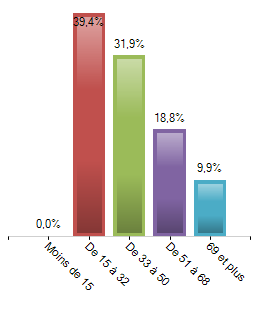 39,4%
31,9%
18,8%
9,9%
0,0%
Moins de 15
De 15 à 32
De 33 à 50
De 51 à 68
69 et plus